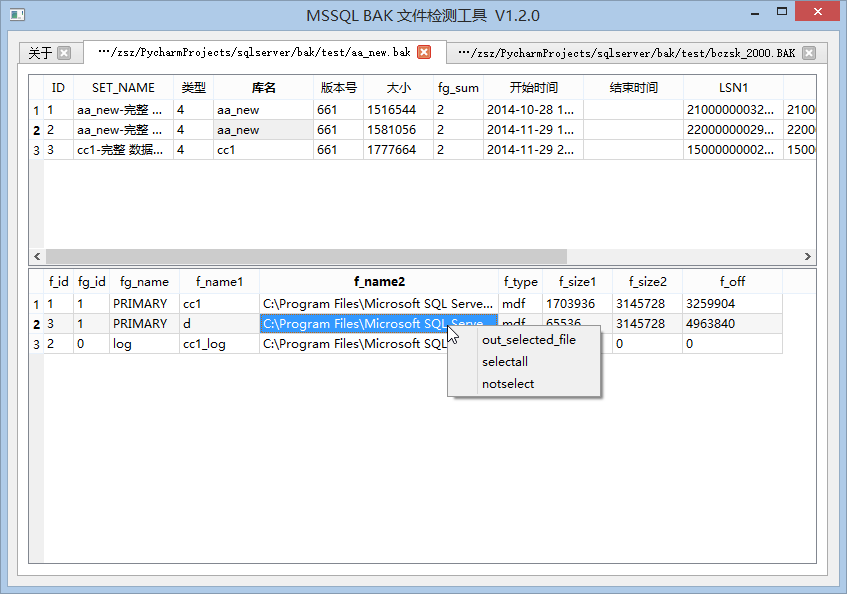 MSSQL BAK 文件检测工具 V1.2.0
关于 ···/zsz/PycharmProjects/sqlserver/bak/test/aa_new.bak ···/zsz/PycharmProjects/sqlserver/bak/test/bczsk_2000.BAK
ID SET_NAME 类型 库名 版本号 大小 fg_sum 开始时间 结束时间 LSN1
1 1 aa_new-完整 ... 4 aa_new 661 1516544 2 2014-10-28 1... 21000000032... 2100
2 2 aa_new-完整 ... 4 aa_new 661 1581056 2 2014-11-29 1... 22000000029... 2200
3 3 cc1-完整 数据... 4 cc1 661 1777664 2 2014-11-29 2... 15000000002... 1500
f_id fg_id fg_name f_name1 f_name2 f_type f_size1 f_size2 f_off
1 1 1 PRIMARY cc1 C:\Program Files\Microsoft SQL Serve... mdf 1703936 3145728 3259904
2 3 1 PRIMARY d C:\Program Files\Microsoft SQL Serve... mdf 65536 3145728 4963840
3 2 0 log cc1_log C:\Program Files\Microsoft SQL 0 0
out_selected_file
selectall
notselect